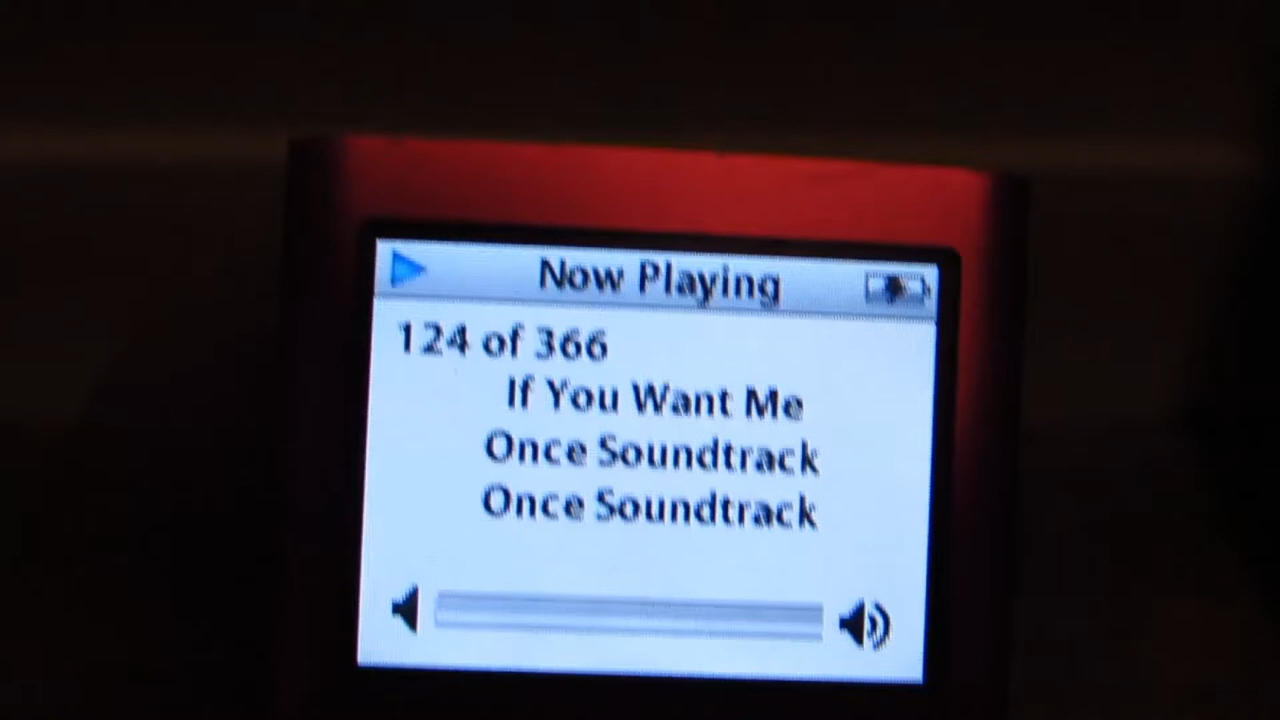 Now Playing
124 of 366
If You Want Me
Once Soundtrack
Once Soundtrack